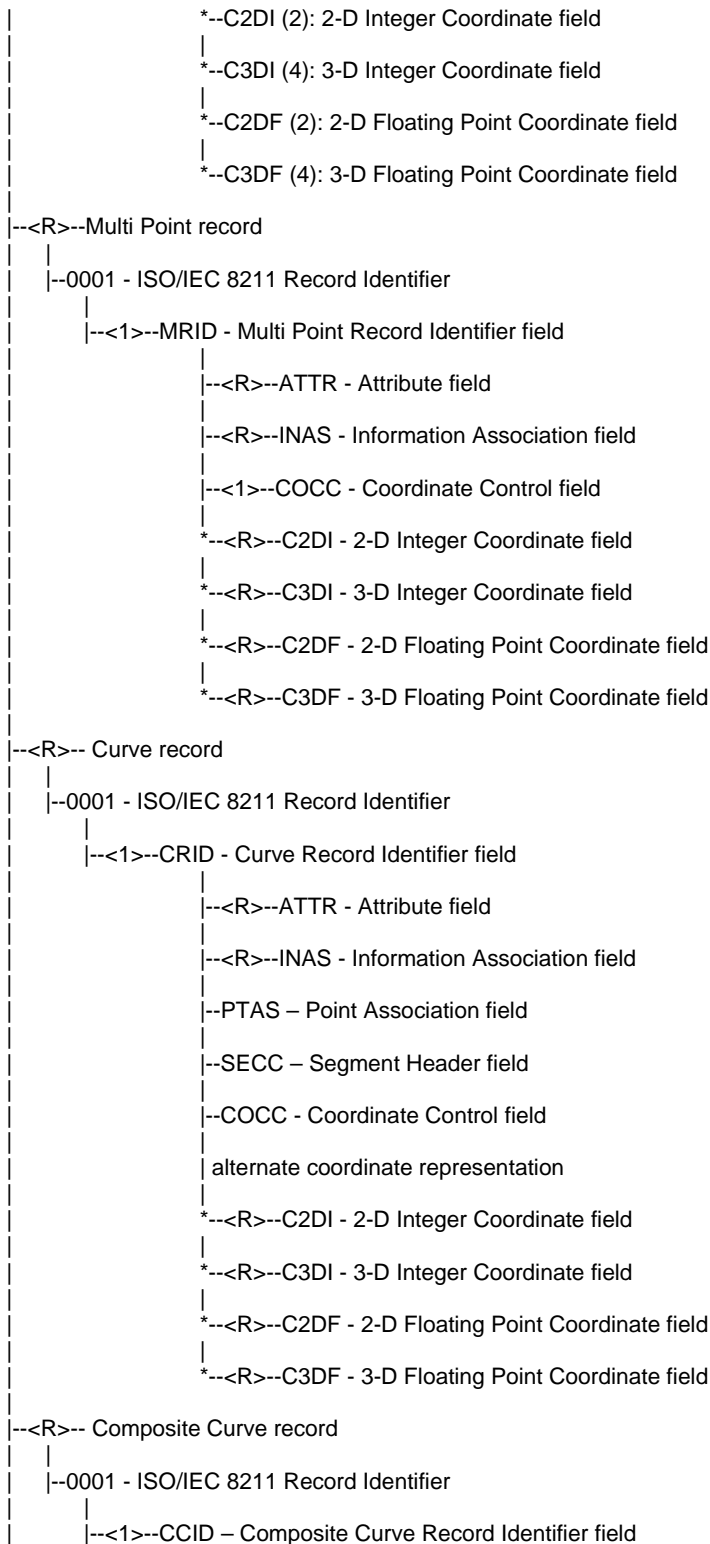 | *--C2DI (2): 2-D Integer Coordinate field
| |
| *--C3DI (4): 3-D Integer Coordinate field
| |
| *--C2DF (2): 2-D Floating Point Coordinate field
| |
| *--C3DF (4): 3-D Floating Point Coordinate field
|
|--<R>--Multi Point record
| |
| |--0001 - ISO/IEC 8211 Record Identifier
| |
| |--<1>--MRID - Multi Point Record Identifier field
| |
| |--<R>--ATTR - Attribute field
| |
| |--<R>--INAS - Information Association field
| |
| |--<1>--COCC - Coordinate Control field
| |
| *--<R>--C2DI - 2-D Integer Coordinate field
| |
| *--<R>--C3DI - 3-D Integer Coordinate field
| |
| *--<R>--C2DF - 2-D Floating Point Coordinate field
| |
| *--<R>--C3DF - 3-D Floating Point Coordinate field
|
|--<R>-- Curve record
| |
| |--0001 - ISO/IEC 8211 Record Identifier
| |
| |--<1>--CRID - Curve Record Identifier field
| |
| |--<R>--ATTR - Attribute field
| |
| |--<R>--INAS - Information Association field
| |
| |--PTAS – Point Association field
| |
| |--SECC – Segment Header field
| |
| |--COCC - Coordinate Control field
| |
| | alternate coordinate representation
| |
| *--<R>--C2DI - 2-D Integer Coordinate field
| |
| *--<R>--C3DI - 3-D Integer Coordinate field
| |
| *--<R>--C2DF - 2-D Floating Point Coordinate field
| |
| *--<R>--C3DF - 3-D Floating Point Coordinate field
|
|--<R>-- Composite Curve record
| |
| |--0001 - ISO/IEC 8211 Record Identifier
| |
| |--<1>--CCID – Composite Curve Record Identifier field